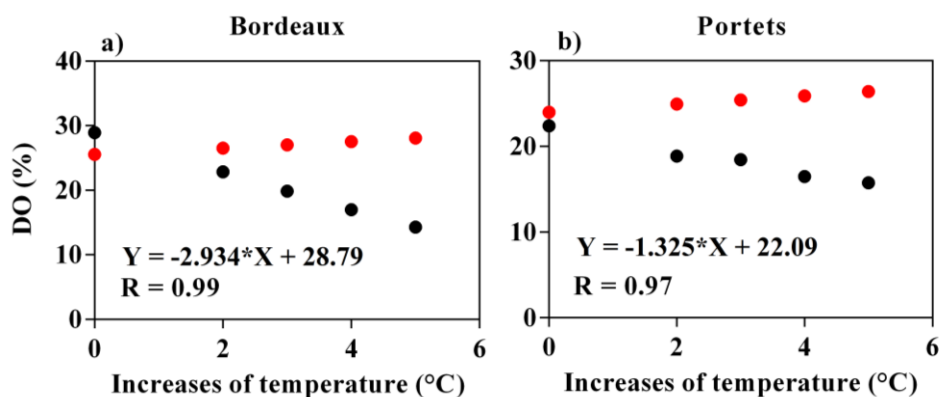 Bordeaux
a)
DO (%)
40
30
20
10
0
Y = -2.934*X + 28.79
R = 0.99
0 2 4 6
Increases of temperature (°C)
Portets
b)
30
20
10
0
Y = -1.325*X + 22.09
R = 0.97
0 2 4 6
Increases of temperature (°C)